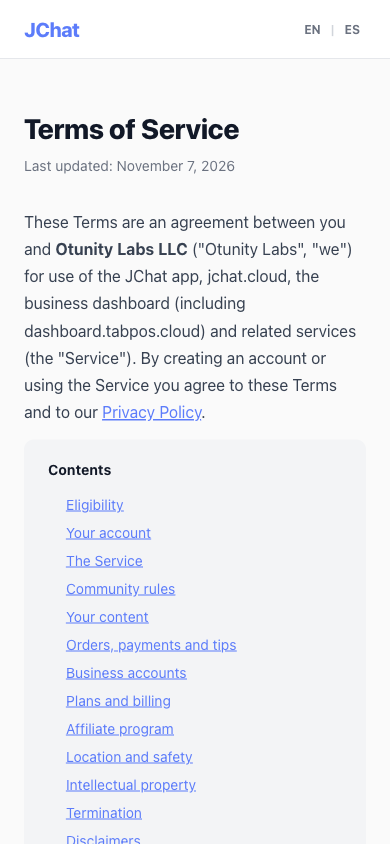 JChat
EN | ES
Terms of Service
Last updated: November 7, 2026
These Terms are an agreement between you
and Otunity Labs LLC ("Otunity Labs", "we")
for use of the JChat app, jchat.cloud, the
business dashboard (including
dashboard.tabpos.cloud) and related services
(the "Service"). By creating an account or
using the Service you agree to these Terms
and to our Privacy Policy.
Contents
Eligibility
Your account
The Service
Community rules
Your content
Orders, payments and tips
Business accounts
Plans and billing
Affiliate program
Location and safety
Intellectual property
Termination
Disclaimers